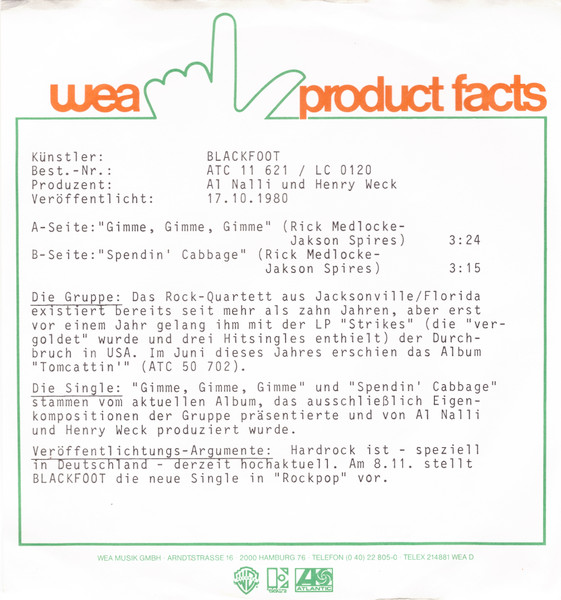 wea product facts
Künstler: BLACKFOOT
Best.-Nr.: ATC 11 621 / LC 0120
Produzent: Al Nalli und Henry Weck
Veröffentlicht: 17.10.1980
A-Seite:"Gimme, Gimme, Gimme" (Rick Medlocke-
Jakson Spires) 3:24
B-Seite:"Spendin' Cabbage" (Rick Medlocke-
Jakson Spires) 3:15
Die Gruppe: Das Rock-Quartett aus Jacksonville/Florida
existiert bereits seit mehr als zahn Jahren, aber erst
vor einem Jahr gelang ihm mit der LP "Strikes" (die "ver-
goldet" wurde und drei Hitsingles enthielt) der Durch-
bruch in USA. Im Juni dieses Jahres erschien das Album
"Tomcattin'" (ATC 50 702).
Die Single: "Gimme, Gimme, Gimme" und "Spendin' Cabbage"
stammen vom aktuellen Album, das ausschließlich Eigen-
kompositionen der Gruppe präsentierte und von Al Nalli
und Henry Weck produziert wurde.
Veröffentlichtungs-Argumente: Hardrock ist - speziell
in Deutschland - derzeit hochaktuell. Am 8.11. stellt
BLACKFOOT die neue Single in "Rockpop" vor.
WEA MUSIK GMBH · ARNDTSTRASSE 16 · 2000 HAMBURG 76 · TELEFON (0 40) 22 805-0 · TELEX 214881 WEA D
ATLANTIC